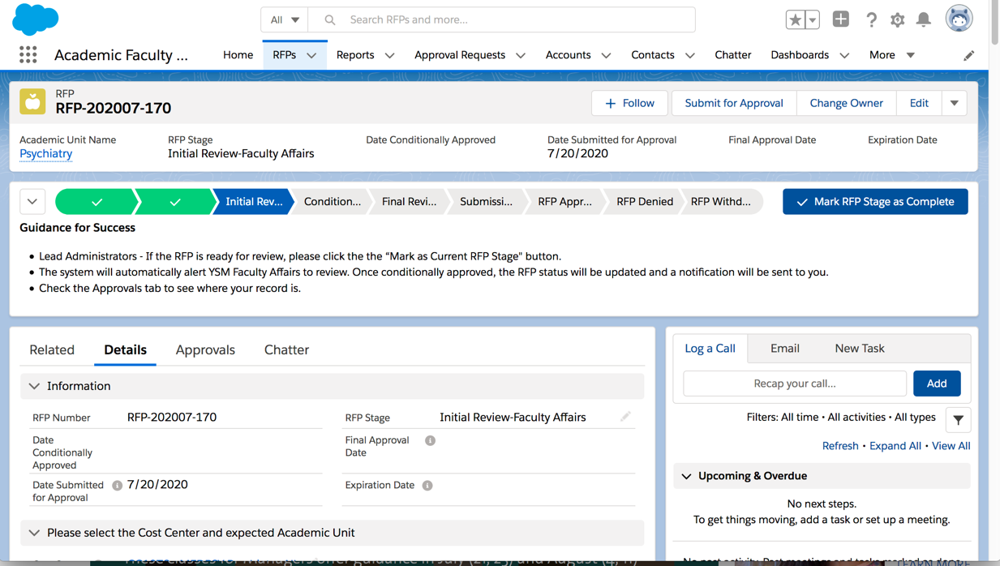 All
Search RFPs and more...
Academic Faculty ...
Home
RFPs
Reports
Approval Requests
Accounts
Contacts
Chatter
Dashboards
More
RFP
RFP-202007-170
Follow
Submit for Approval
Change Owner
Edit
Academic Unit Name
Psychiatry
RFP Stage
Initial Review-Faculty Affairs
Date Conditionally Approved
Date Submitted for Approval
7/20/2020
Final Approval Date
Expiration Date
Initial Rev...
Condition...
Final Revi...
Submissi...
RFP Appr...
RFP Denied
RFP Withd...
Mark RFP Stage as Complete
Guidance for Success
• Lead Administrators - If the RFP is ready for review, please click the the “Mark as Current RFP Stage" button.
• The system will automatically alert YSM Faculty Affairs to review. Once conditionally approved, the RFP status will be updated and a notification will be sent to you.
• Check the Approvals tab to see where your record is.
Related
Details
Approvals
Chatter
Information
RFP Number
RFP-202007-170
RFP Stage
Initial Review-Faculty Affairs
Date
Conditionally
Approved
Final Approval
Date
Date Submitted
for Approval
7/20/2020
Expiration Date
Please select the Cost Center and expected Academic Unit
Log a Call
Email
New Task
Recap your call...
Add
Filters: All time • All activities • All types
Refresh • Expand All • View All
Upcoming & Overdue
No next steps.
To get things moving, add a task or set up a meeting.
LEARN MORE